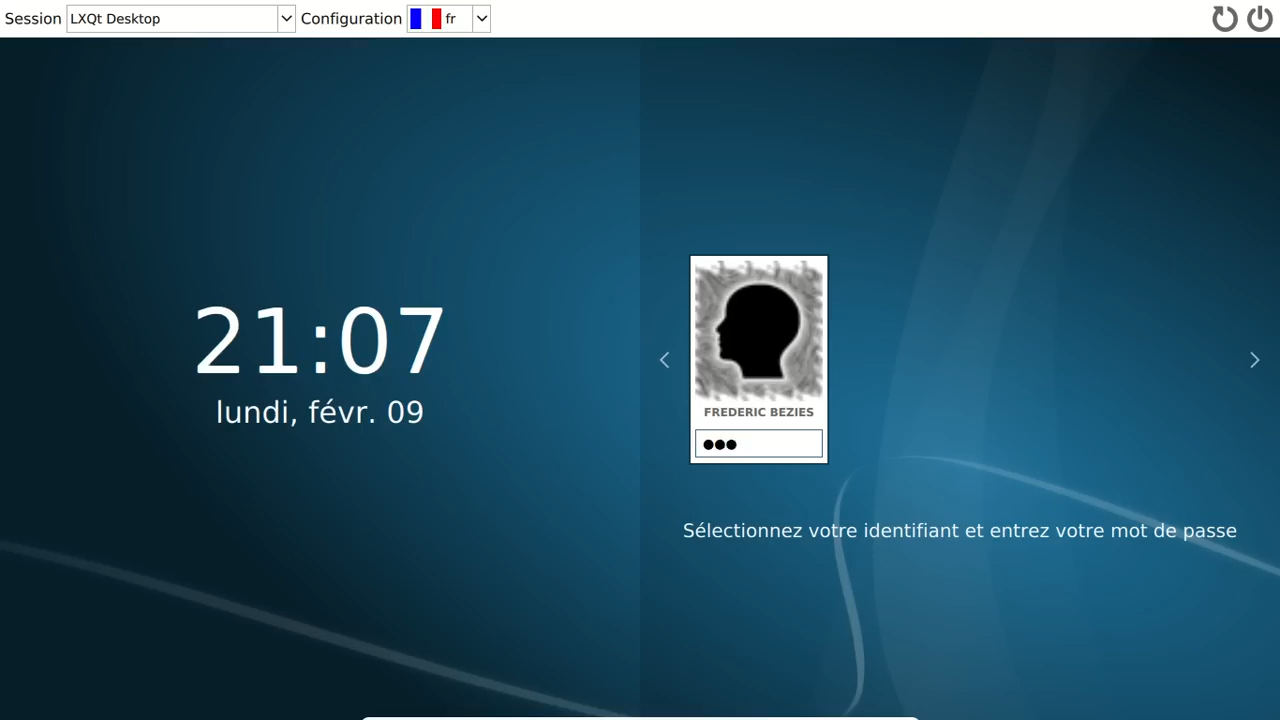 Session LXQt Desktop Configuration fr
21:07
lundi, févr. 09
FREDERIC BEZIES
Sélectionnez votre identifiant et entrez votre mot de passe